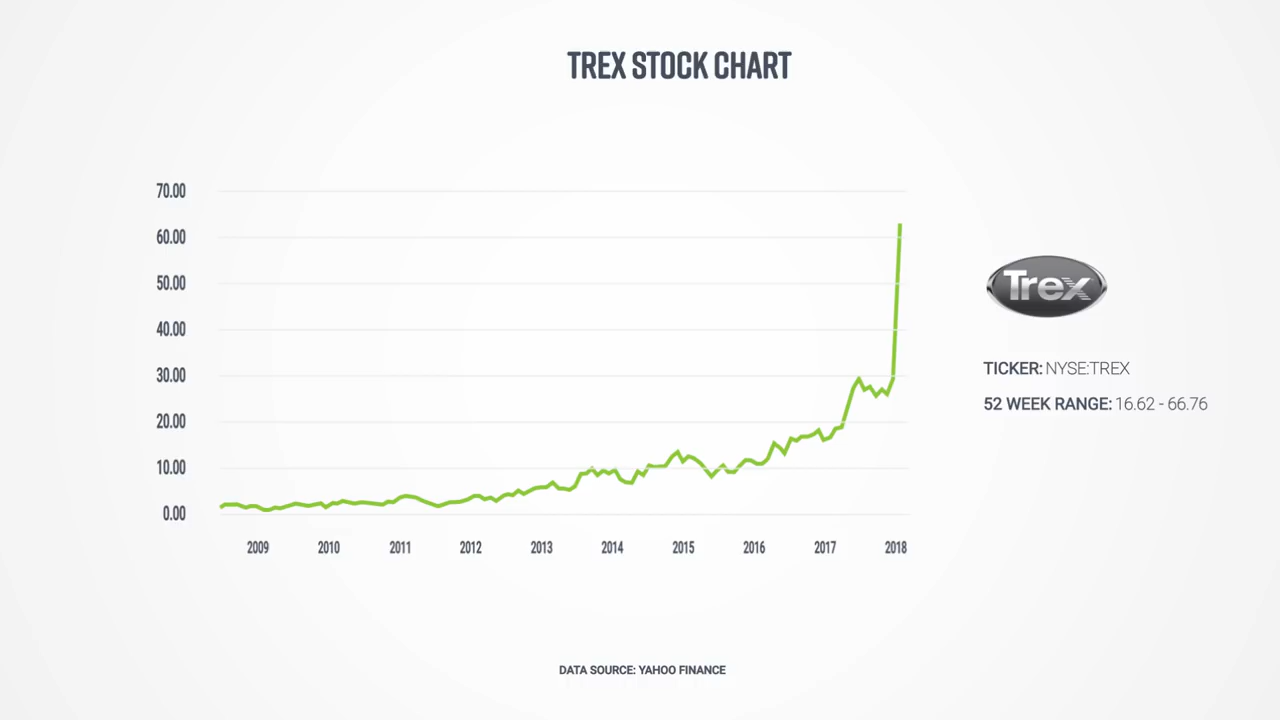 TREX STOCK CHART
70.00
60.00
50.00
40.00
30.00
20.00
10.00
0.00
2009 2010 2011 2012 2013 2014 2015 2016 2017 2018
Trex
TICKER: NYSE:TREX
52 WEEK RANGE: 16.62 - 66.76
DATA SOURCE: YAHOO FINANCE